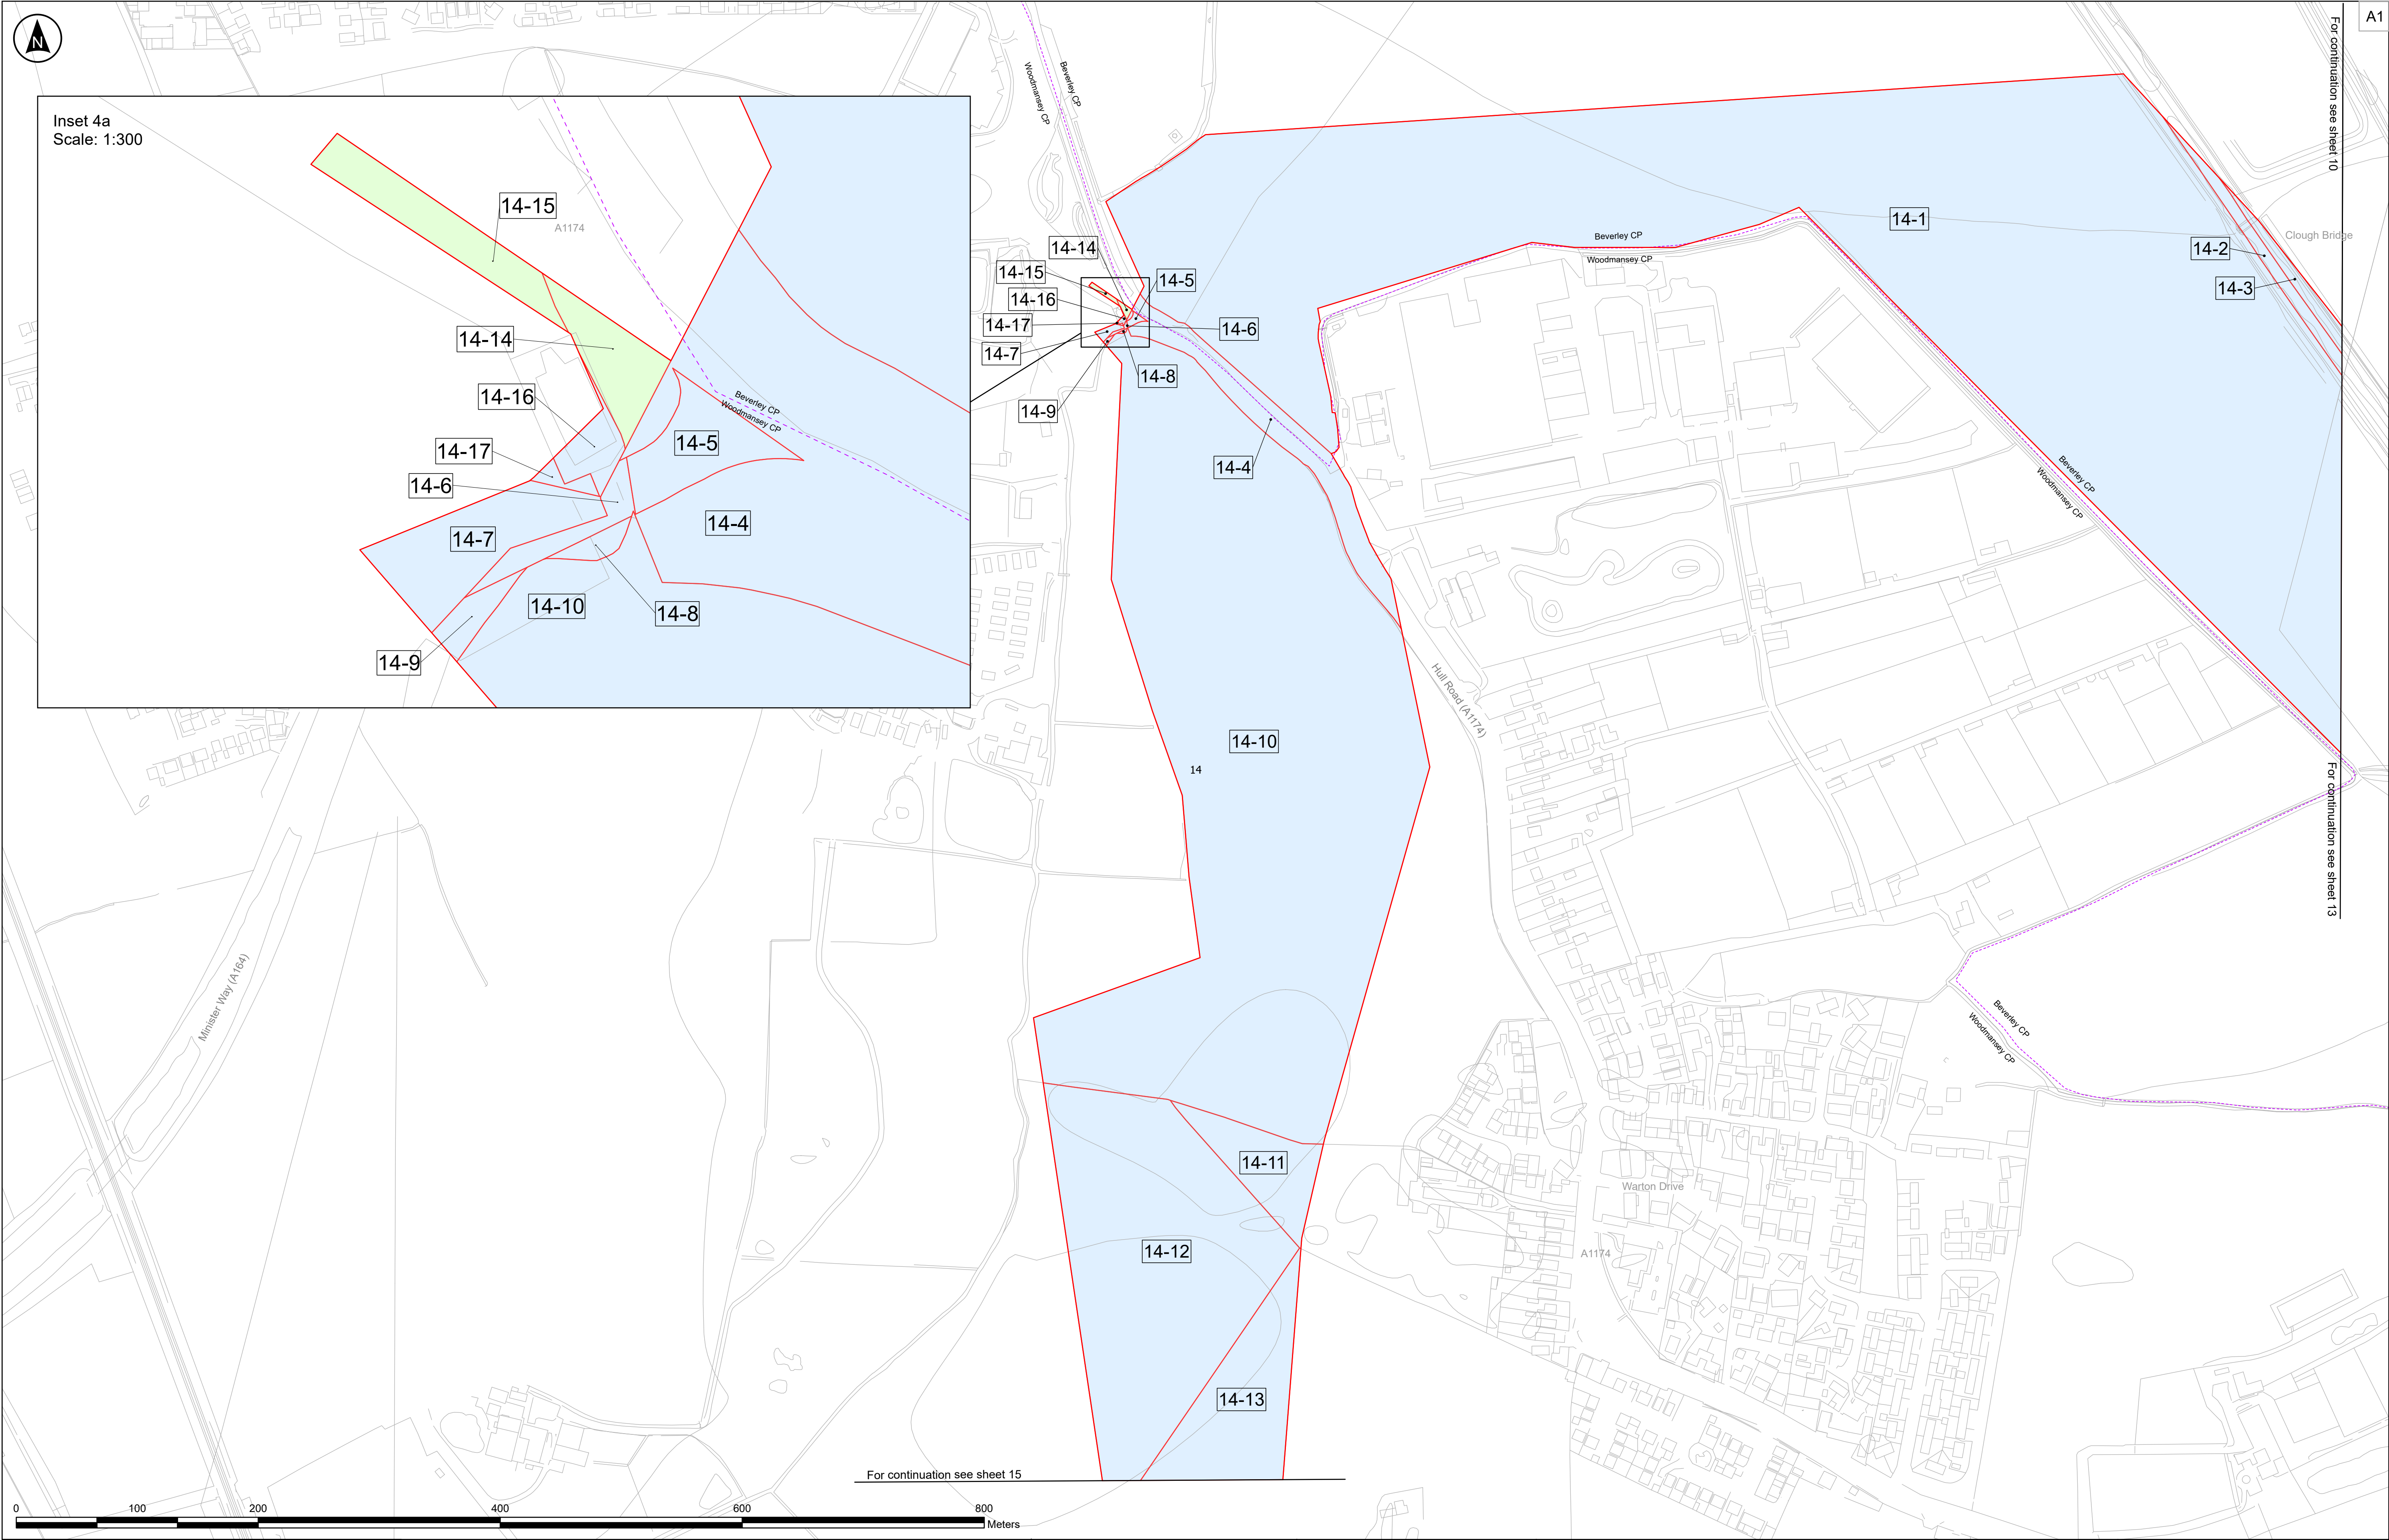 A1
N
Inset 4a
Scale: 1:300
14-15
A1174
14-14
14-16
14-17
14-6
14-7
14-9
14-10
14-8
14-4
14-5
Beverley CP
Woodmansey CP
Beverley CP
Woodmansey CP
14-14
14-15
14-16
14-17
14-7
14-9
14-5
14-6
14-8
14-4
Beverley CP
Woodmansey CP
14-1
14-2
14-3
Clough Bridge
For continuation see sheet 10
Beverley CP
Woodmansey CP
Hull Road (A1174)
14-10
14
For continuation see sheet 13
Minister Way (A164)
Beverley CP
Woodmansey CP
14-11
Warton Drive
14-12
A1174
14-13
For continuation see sheet 15
0 100 200 400 600 800
Meters